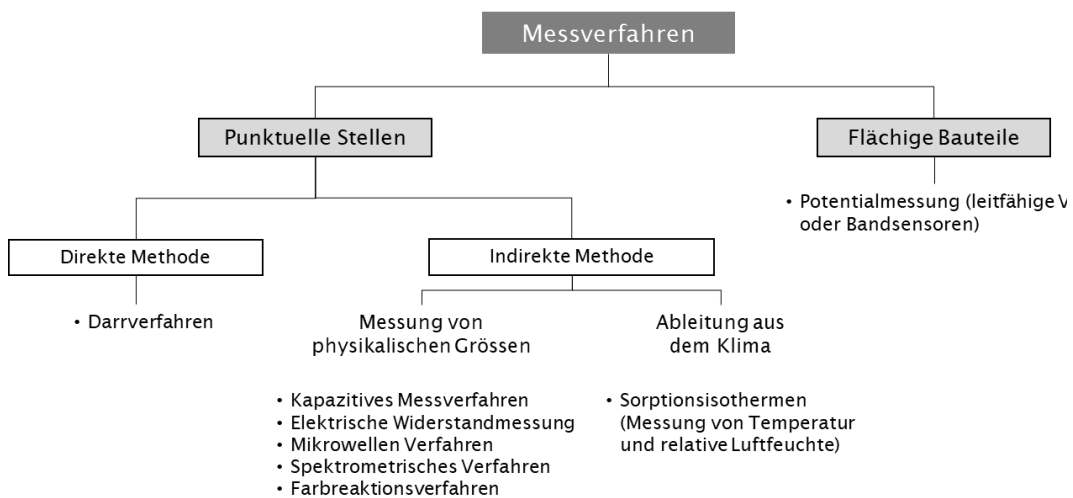 Messverfahren
Punktuelle Stellen
Flächige Bauteile
• Potentialmessung (leitfähige
oder Bandsensoren)
Direkte Methode
Indirekte Methode
• Darrverfahren
Messung von
physikalischen Grössen
Ableitung aus
dem Klima
• Kapazitives Messverfahren
• Elektrische Widerstandmessung
• Mikrowellen Verfahren
• Spektrometrisches Verfahren
• Farbreaktionsverfahren
• Sorptionsisothermen
(Messung von Temperatur
und relative Luftfeuchte)